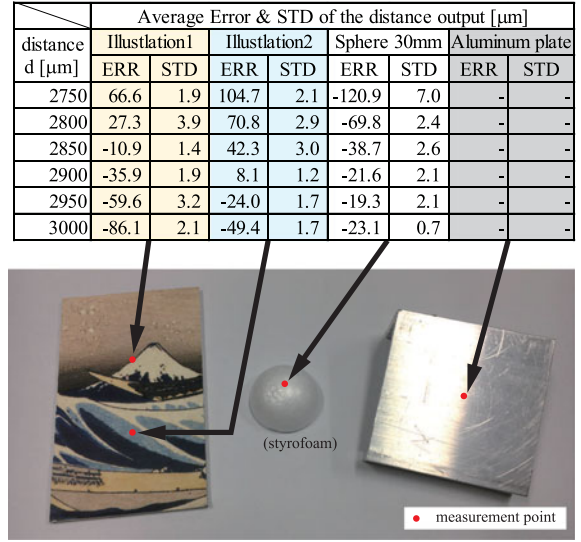 Average Error & STD of the distance output [μm]
distance d [μm] Illustlation1 Illustlation2 Sphere 30mm Aluminum plate
ERR STD ERR STD ERR STD ERR STD
2750 66.6 1.9 104.7 2.1 -120.9 7.0 - -
2800 27.3 3.9 70.8 2.9 -69.8 2.4 - -
2850 -10.9 1.4 42.3 3.0 -38.7 2.6 - -
2900 -35.9 1.9 8.1 1.2 -21.6 2.1 - -
2950 -59.6 3.2 -24.0 1.7 -19.3 2.1 - -
3000 -86.1 2.1 -49.4 1.7 -23.1 0.7 - -
(styrofoam)
measurement point